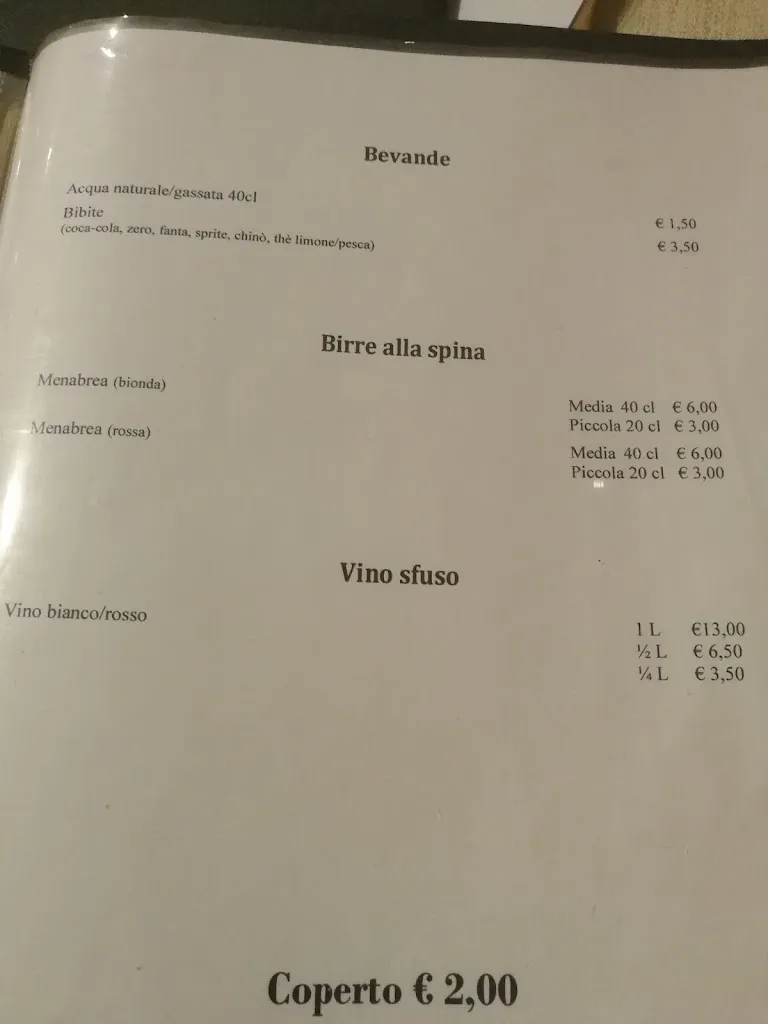 Bevande
Acqua naturale/gassata 40cl € 1,50
Bibite € 3,50
(coca-cola, zero, fanta, sprite, chinò, thè limone/pesca)
Birre alla spina
Menabrea (bionda) Media 40 cl € 6,00
Piccola 20 cl € 3,00
Menabrea (rossa) Media 40 cl € 6,00
Piccola 20 cl € 3,00
Vino sfuso
Vino bianco/rosso 1 L €13,00
½ L € 6,50
¼ L € 3,50
Coperto € 2,00